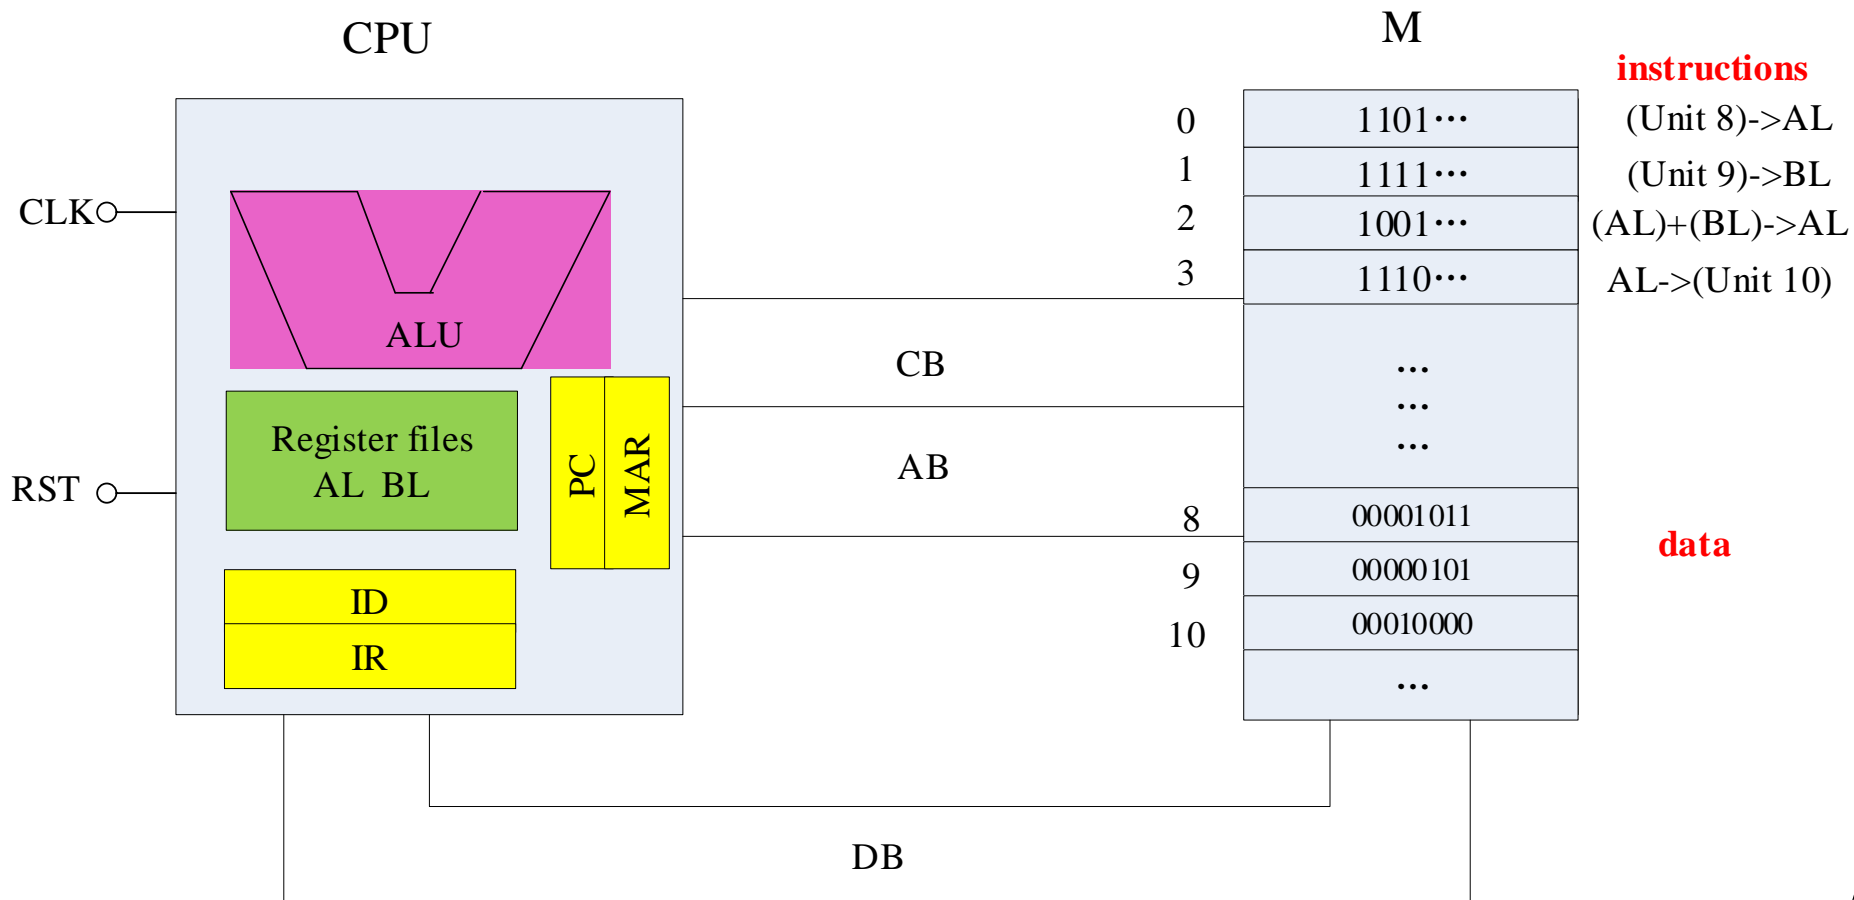 CPU
M
instructions
0
1101···
(Unit 8)->AL
1
1111···
(Unit 9)->BL
CLK
2
1001···
(AL)+(BL)->AL
3
1110···
AL->(Unit 10)
ALU
CB
...
...
...
Register files
AL BL
PC
MAR
AB
RST
8
00001011
data
9
00000101
ID
10
00010000
IR
...
DB